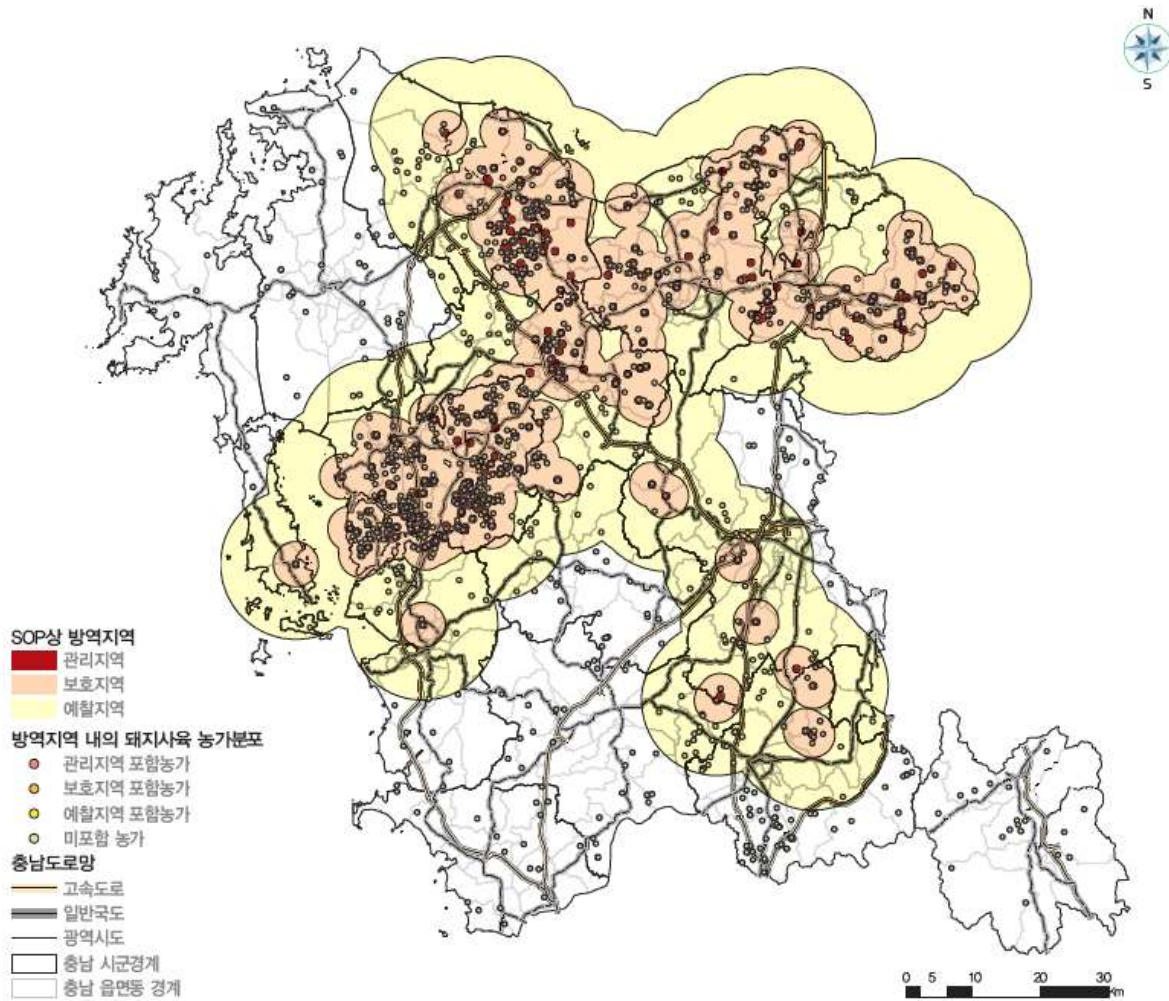 N
S
SOP상 방역지역
관리지역
보호지역
예찰지역
방역지역 내의 돼지사육 농가분포
관리지역 포함농가
보호지역 포함농가
예찰지역 포함농가
미포함 농가
충남도로망
고속도로
일반국도
광역시도
충남 시군경계
충남 읍면동 경계
0 5 10 20 30
Km